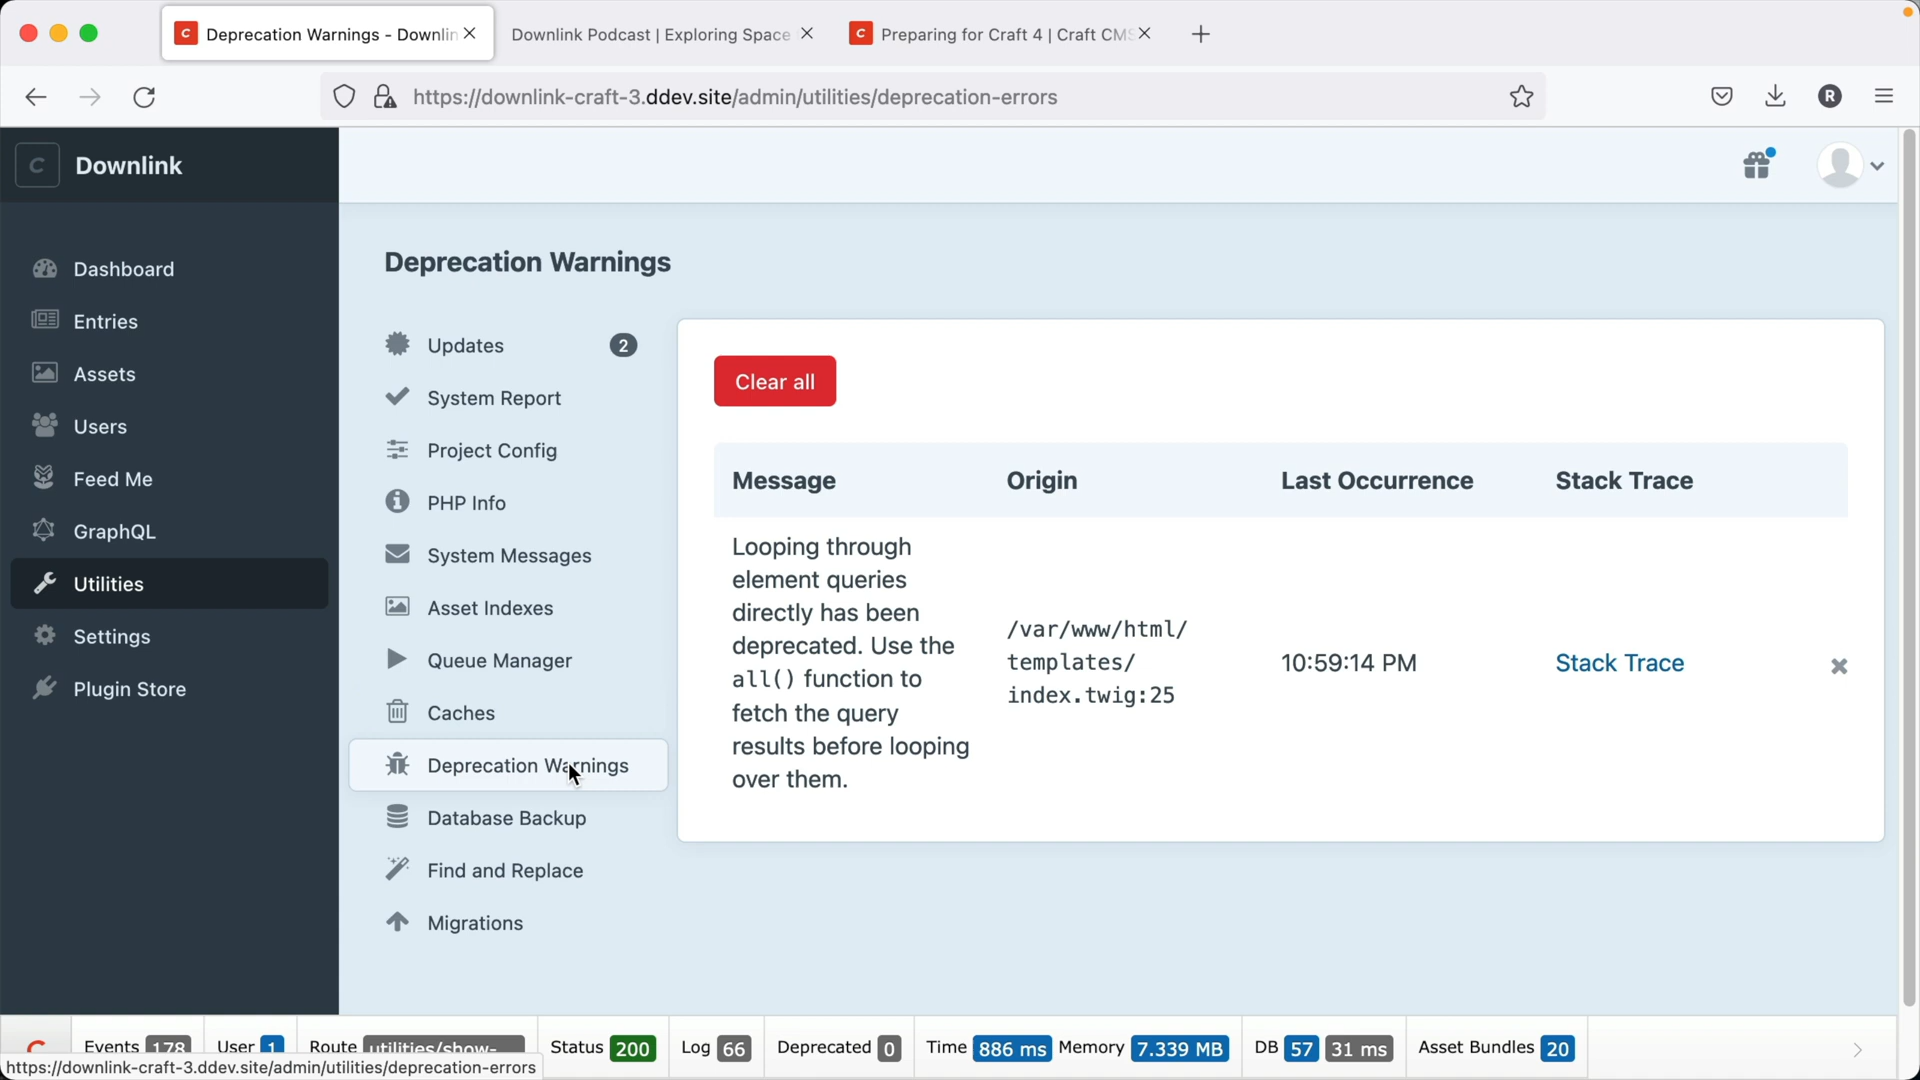 Deprecation Warnings - Downlin
Downlink Podcast | Exploring Space
Preparing for Craft 4 | Craft CMS
https://downlink-craft-3.ddev.site/admin/utilities/deprecation-errors
R
C
Downlink
Dashboard
Entries
Assets
Users
Feed Me
GraphQL
Utilities
Settings
Plugin Store
Deprecation Warnings
Updates
2
System Report
Project Config
PHP Info
System Messages
Asset Indexes
Queue Manager
Caches
Deprecation Warnings
Database Backup
Find and Replace
Migrations
Clear all
Message
Origin
Last Occurrence
Stack Trace
Looping through
element queries
directly has been
deprecated. Use the
all() function to
fetch the query
results before looping
over them.
/var/www/html/
templates/
index.twig:25
10:59:14 PM
Stack Trace
Events 178
User 1
Route utilities/show-
Status 200
Log 66
Deprecated 0
Time 886 ms
Memory 7.339 MB
DB 57 31 ms
Asset Bundles 20
https://downlink-craft-3.ddev.site/admin/utilities/deprecation-errors